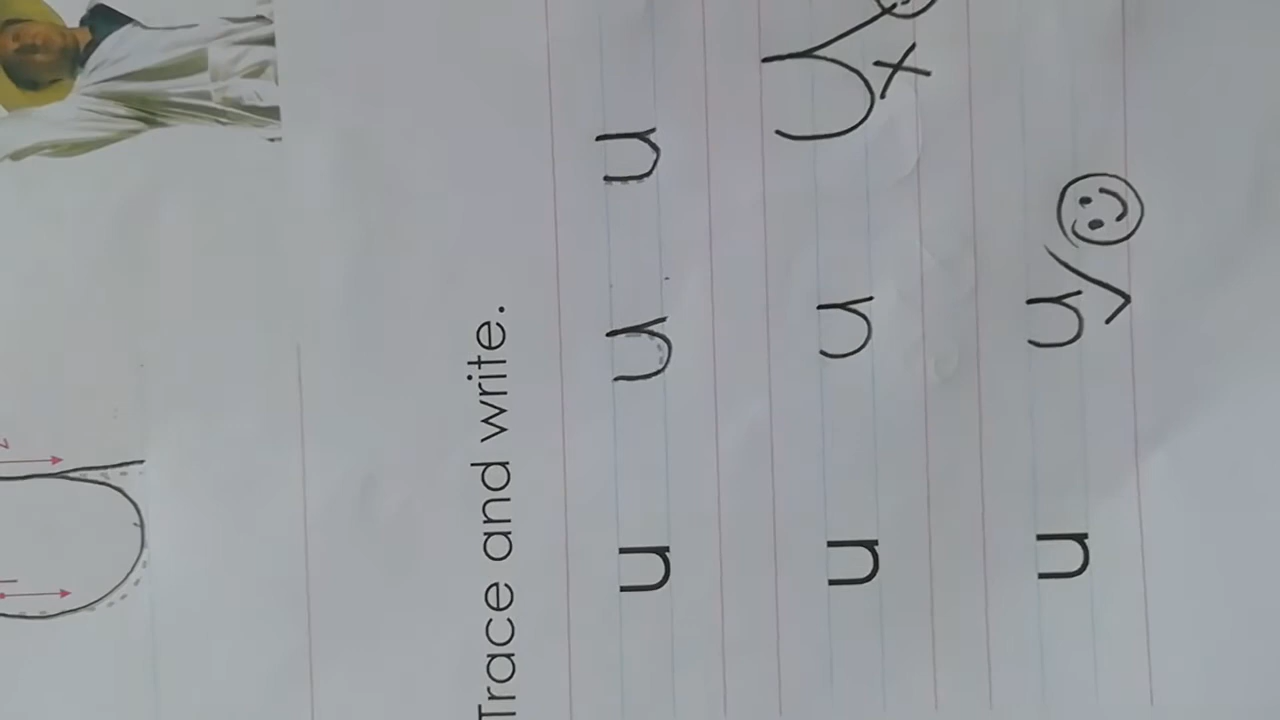 u
Trace and write.
u u u
u u u
u u